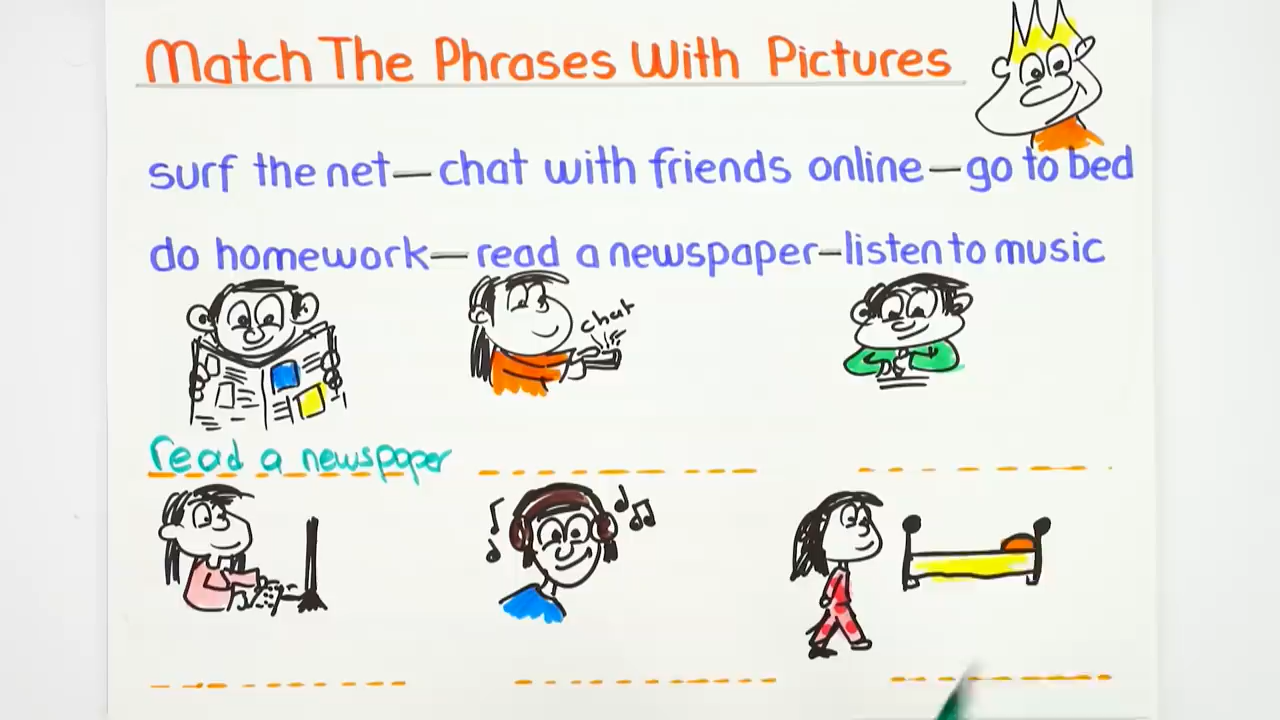 Match The Phrases With Pictures
surf the net—chat with friends online—go to bed
do homework—read a newspaper—listen to music
chat
read a newspaper